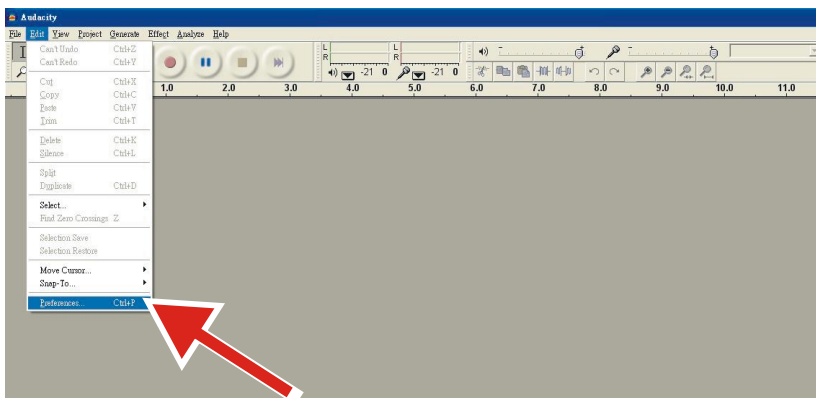 Audacity
File Edit View Project Generate Effect Analyze Help
Can't Undo Ctrl+Z
Can't Redo Ctrl+Y
Cut Ctrl+X
Copy Ctrl+C
Paste Ctrl+V
Trim Ctrl+T
Delete Ctrl+K
Silence Ctrl+L
Split
Duplicate Ctrl+D
Select...
Find Zero Crossings Z
Selection Save
Selection Restore
Move Cursor...
Snap-To...
Preferences... Ctrl+P
L L
R R
-21 0 -21 0
1.0 2.0 3.0 4.0 5.0 6.0 7.0 8.0 9.0 10.0 11.0